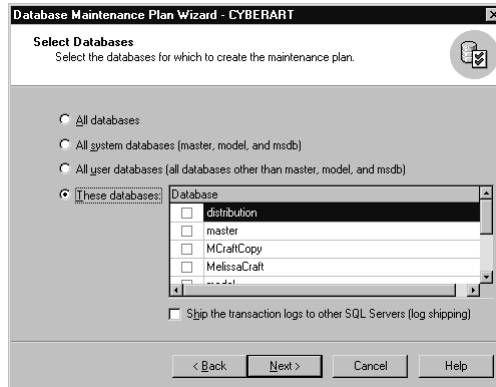 Database Maintenance Plan Wizard - CYBERART
Select Databases
Select the databases for which to create the maintenance plan.
All databases
All system databases (master, model, and msdb)
All user databases (all databases other than master, model, and msdb)
These databases:
Database
distribution
master
MCraftCopy
MelissaCraft
model
Ship the transaction logs to other SQL Servers (log shipping)
< Back
Next >
Cancel
Help